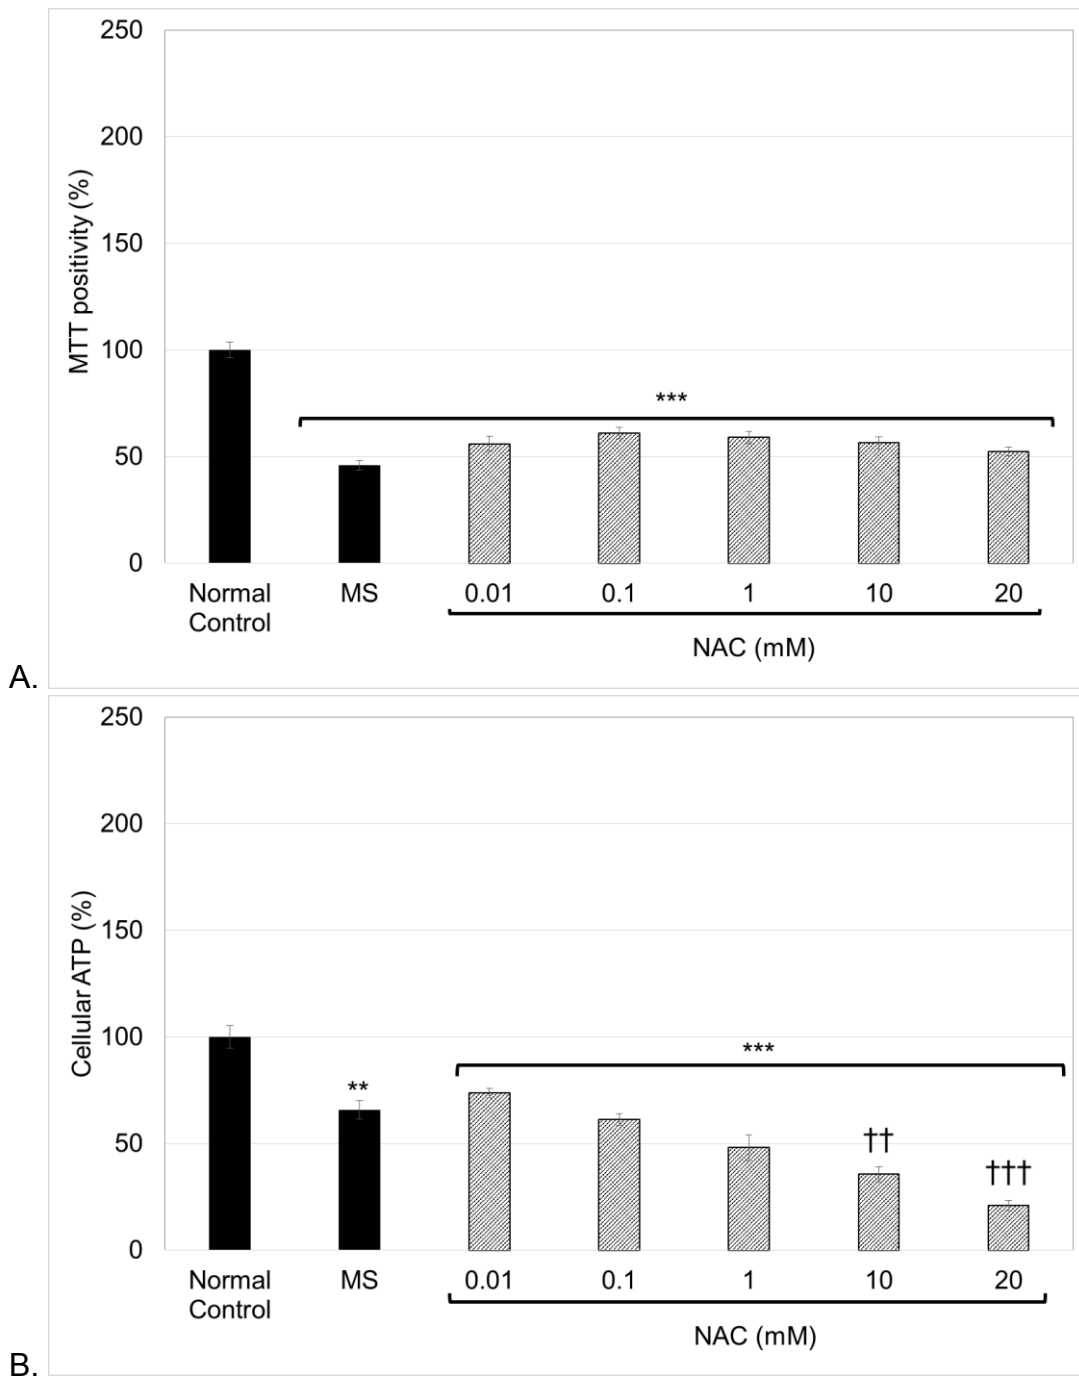 250
200
150
100
50
0
MTT positivity (%)
***
Normal Control
MS
0.01
0.1
1
10
20
NAC (mM)
A.
250
200
150
100
50
0
Cellular ATP (%)
**
***
††
†††
Normal Control
MS
0.01
0.1
1
10
20
NAC (mM)
B.